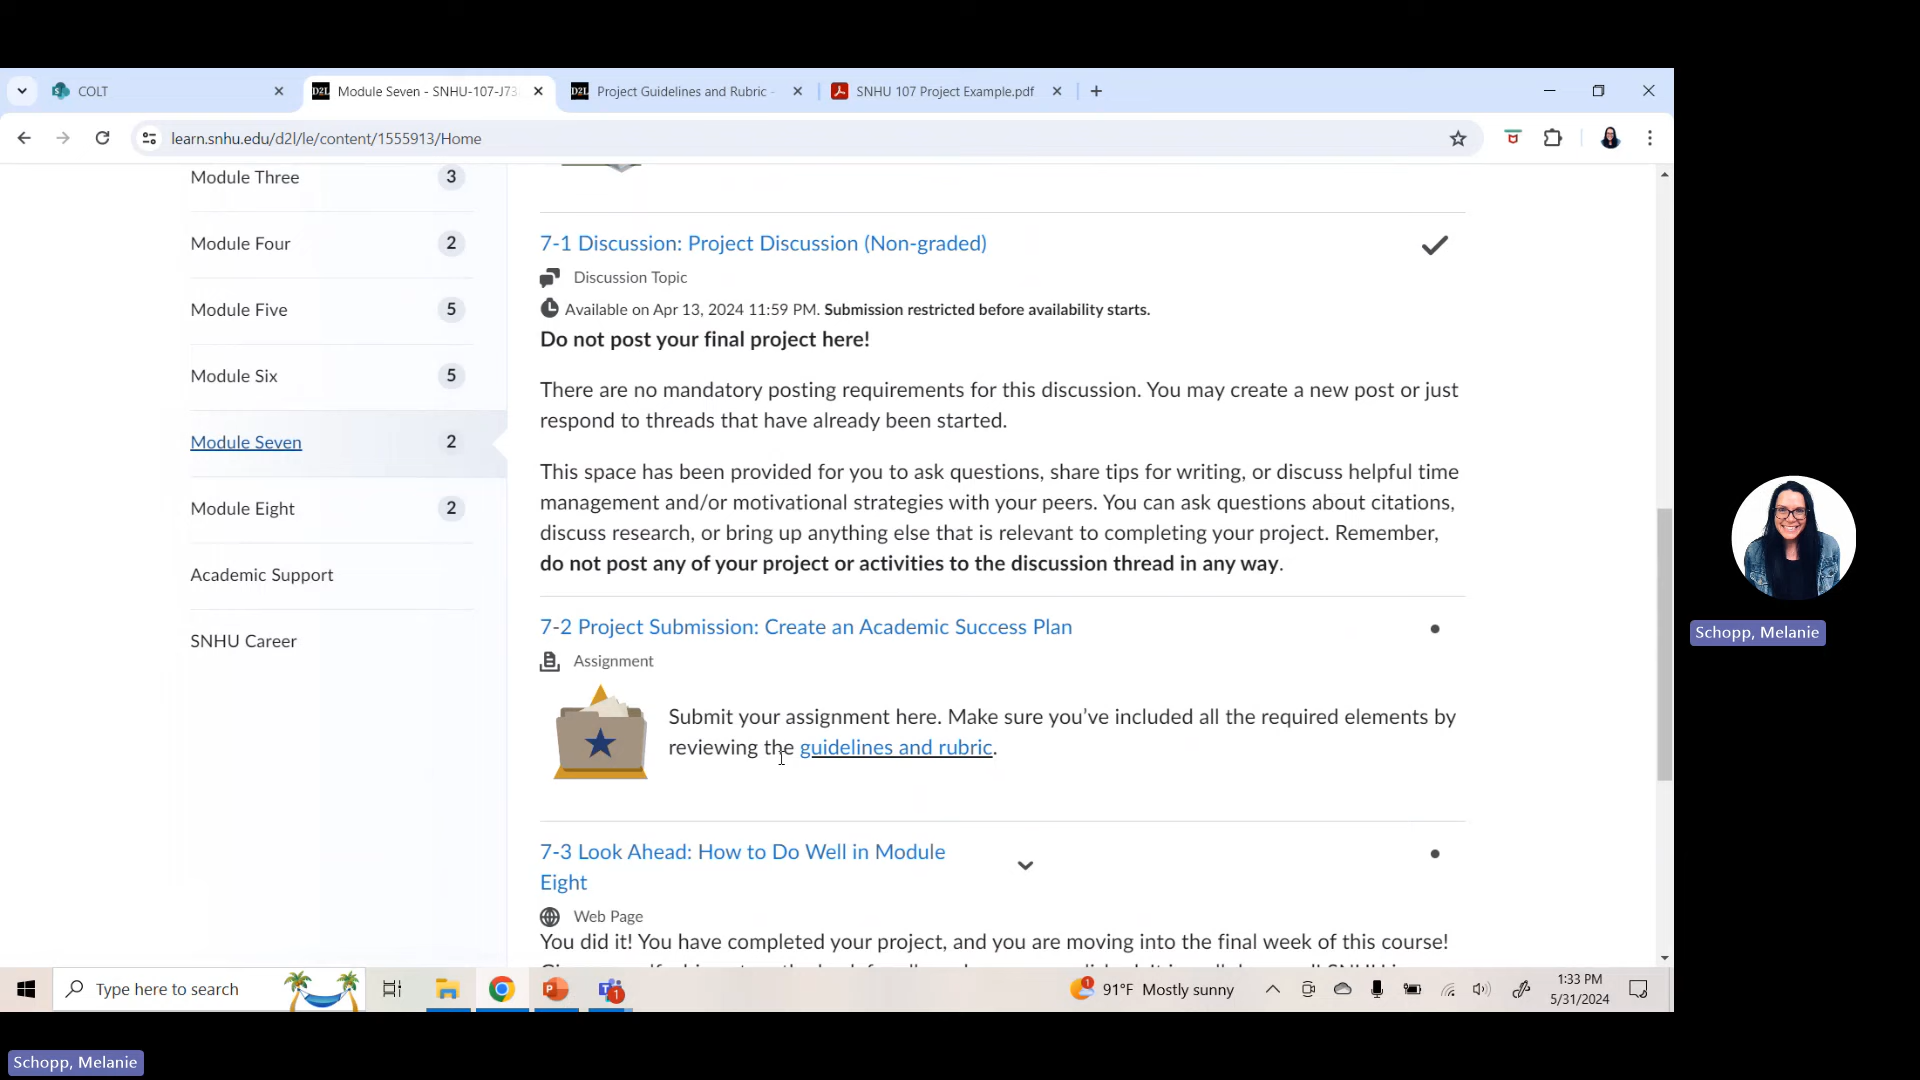 COLT
Module Seven - SNHU-107-J73
Project Guidelines and Rubric -
SNHU 107 Project Example.pdf
learn.snhu.edu/d2l/le/content/1555913/Home
Module Three 3
Module Four 2
Module Five 5
Module Six 5
Module Seven 2
Module Eight 2
Academic Support
SNHU Career
7-1 Discussion: Project Discussion (Non-graded)
Discussion Topic
Available on Apr 13, 2024 11:59 PM. Submission restricted before availability starts.
Do not post your final project here!
There are no mandatory posting requirements for this discussion. You may create a new post or just
respond to threads that have already been started.
This space has been provided for you to ask questions, share tips for writing, or discuss helpful time
management and/or motivational strategies with your peers. You can ask questions about citations,
discuss research, or bring up anything else that is relevant to completing your project. Remember,
do not post any of your project or activities to the discussion thread in any way.
7-2 Project Submission: Create an Academic Success Plan
Assignment
Submit your assignment here. Make sure you've included all the required elements by
reviewing the guidelines and rubric.
7-3 Look Ahead: How to Do Well in Module
Eight
Web Page
You did it! You have completed your project, and you are moving into the final week of this course!
Schopp, Melanie
Type here to search
91°F Mostly sunny
1:33 PM
5/31/2024
Schopp, Melanie